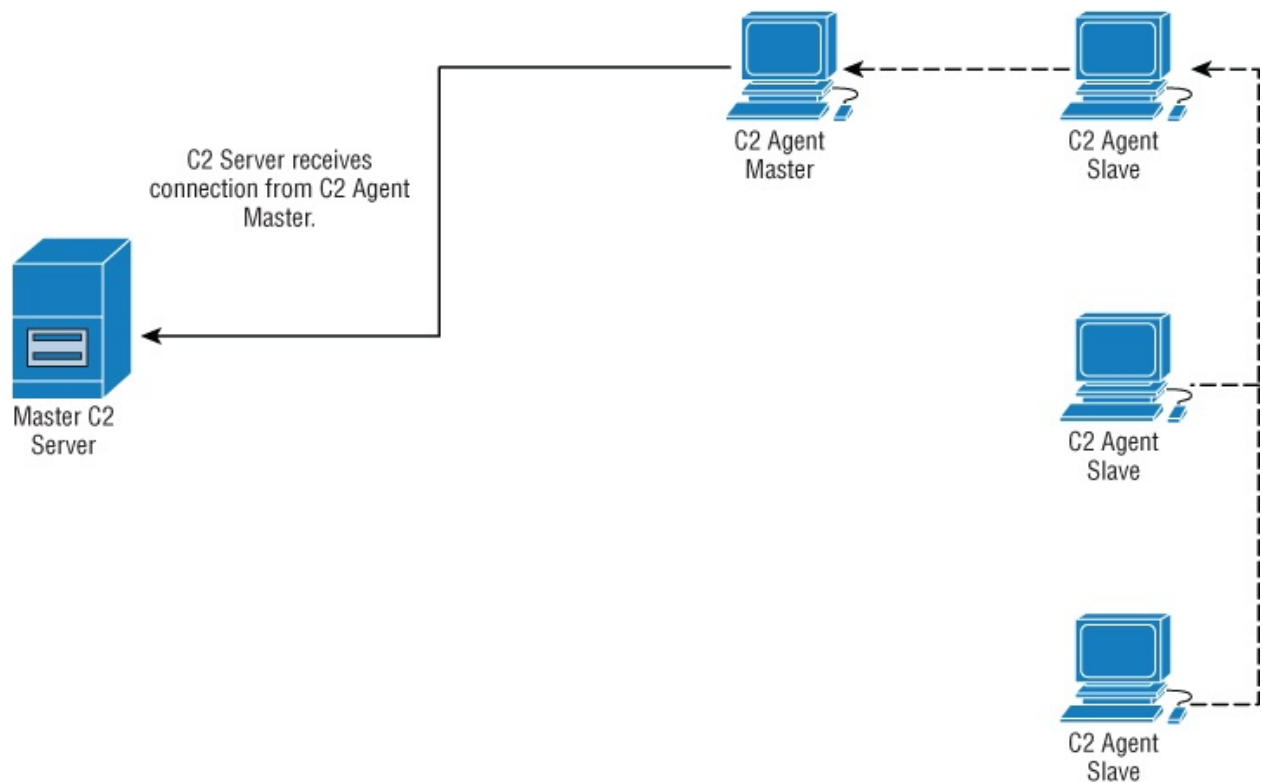 C2 Agent
Master
C2 Agent
Slave
C2 Server receives
connection from C2 Agent
Master.
Master C2
Server
C2 Agent
Slave
C2 Agent
Slave